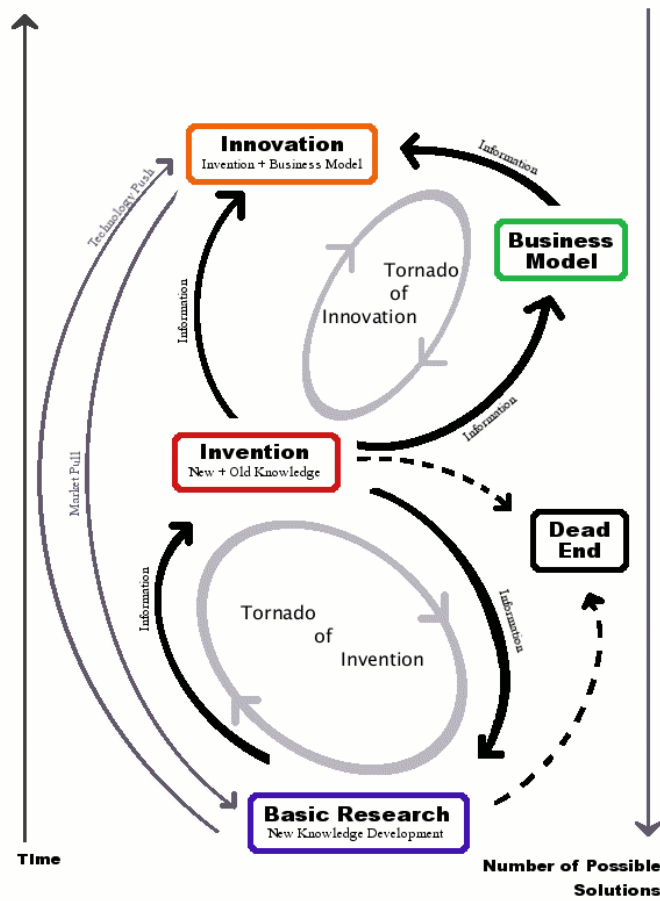 Innovation
Invention + Business Model
Information
Technology Push
Business
Model
Tornado
of
Innovation
Information
Information
Invention
New + Old Knowledge
Market Pull
Dead
End
Information
Information
Tornado
of
Invention
Basic Research
New Knowledge Development
TIme
Number of Possible
Solutions